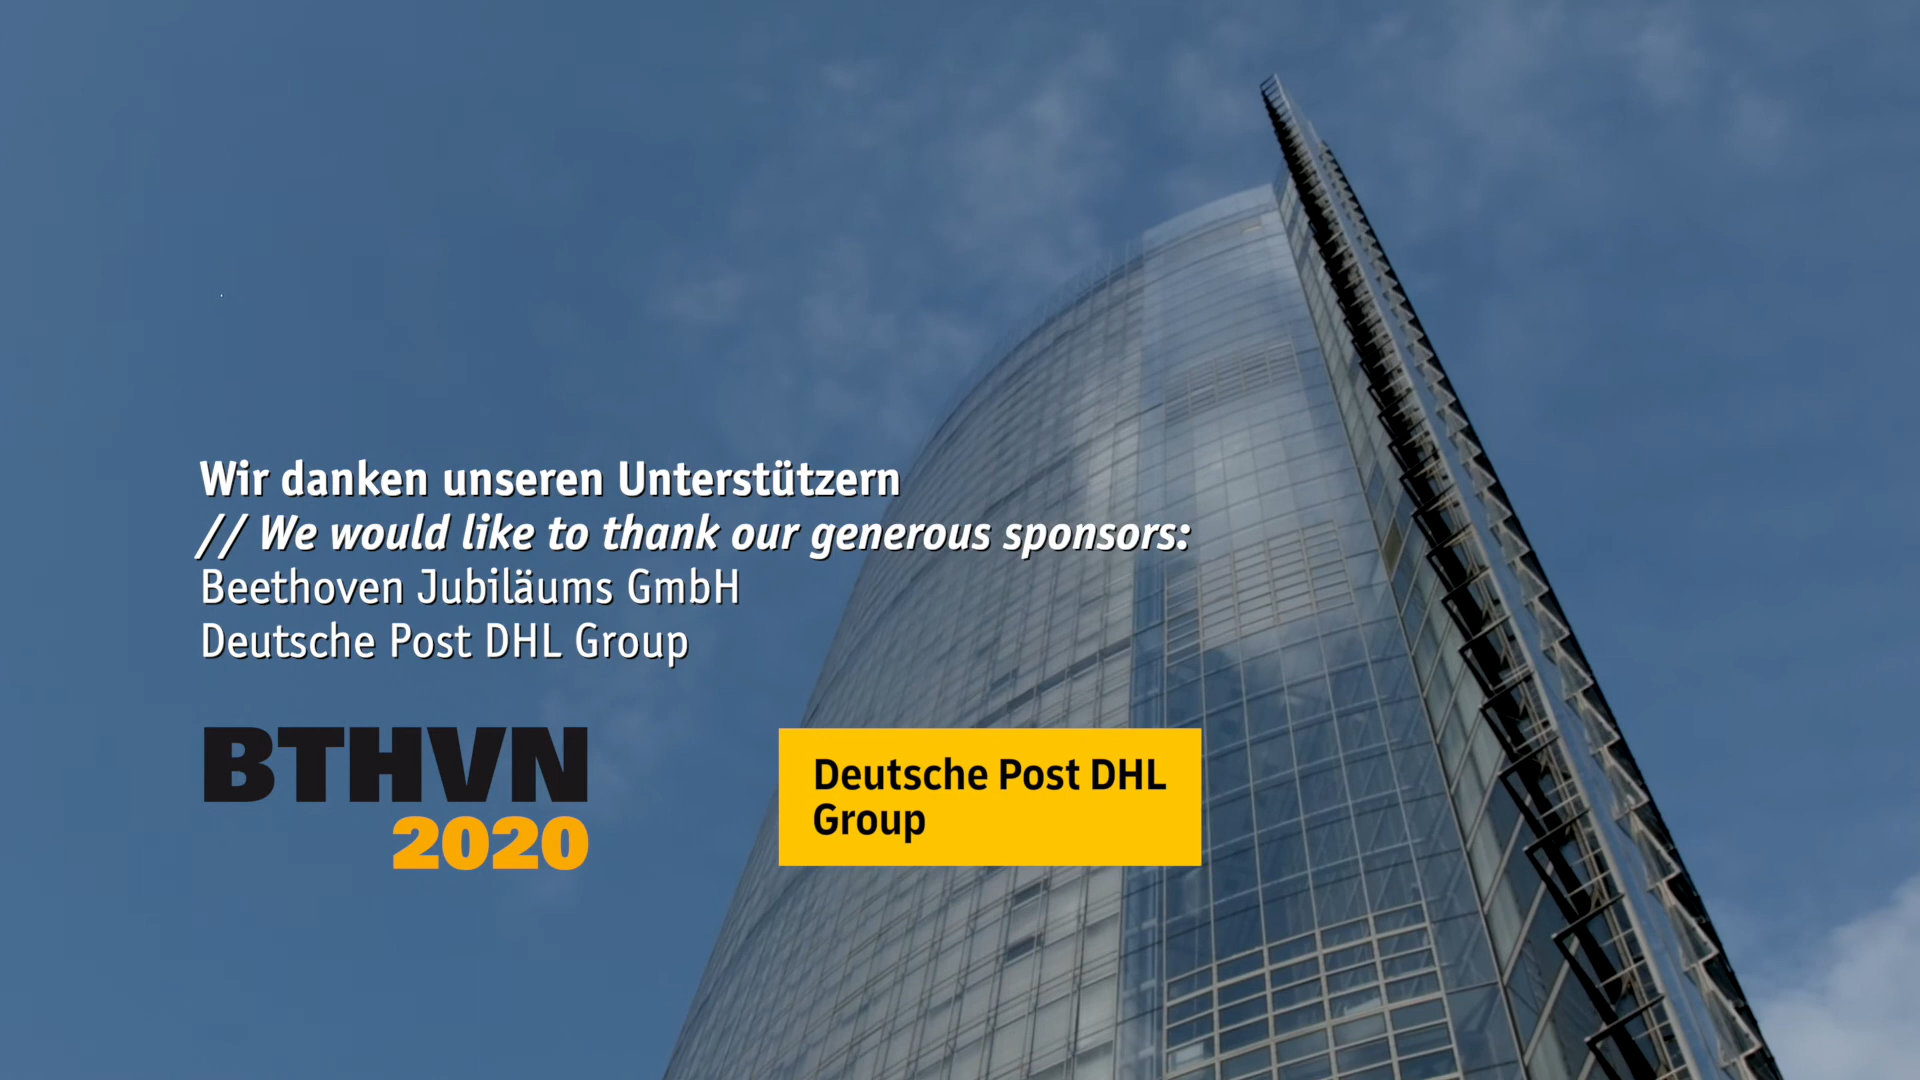 Wir danken unseren Unterstützern
// We would like to thank our generous sponsors:
Beethoven Jubiläums GmbH
Deutsche Post DHL Group
BTHVN
2020
Deutsche Post DHL
Group